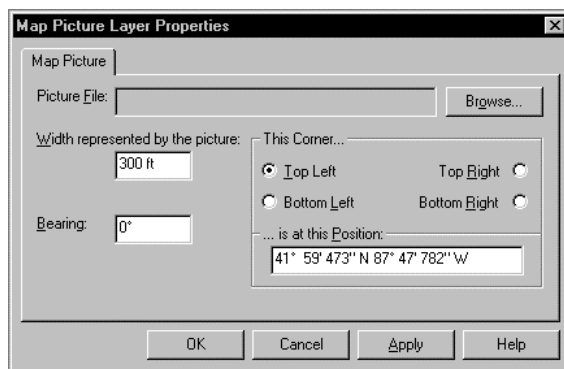 Map Picture Layer Properties
Map Picture
Picture File:
Browse...
Width represented by the picture:
300 ft
Bearing:
0°
This Corner...
Top Left
Top Right
Bottom Left
Bottom Right
... is at this Position:
41° 59' 473" N 87° 47' 782" W
OK
Cancel
Apply
Help